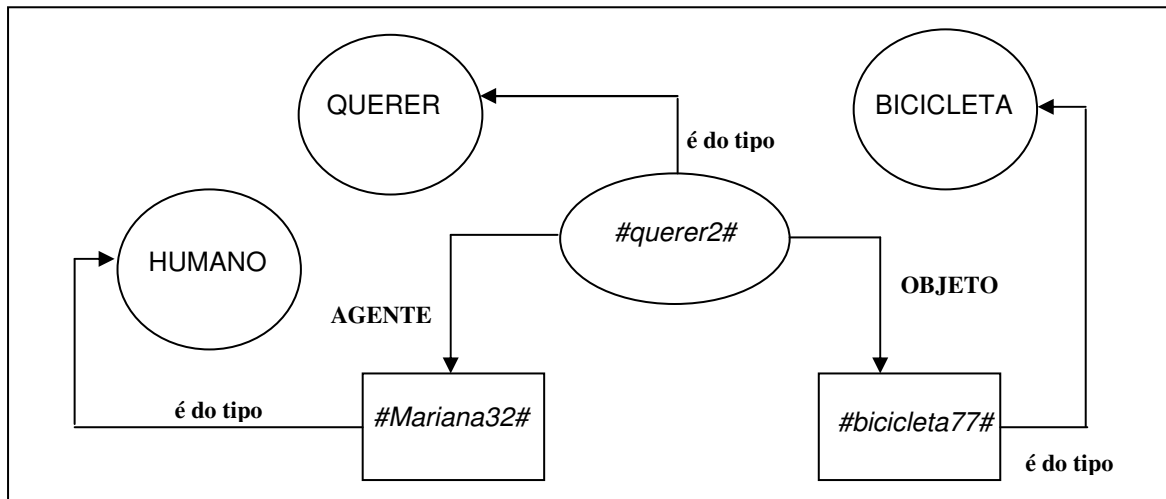 QUERER
BICICLETA
é do tipo
#querer2#
HUMANO
OBJETO
AGENTE
é do tipo
#Mariana32#
#bicicleta77#
é do tipo